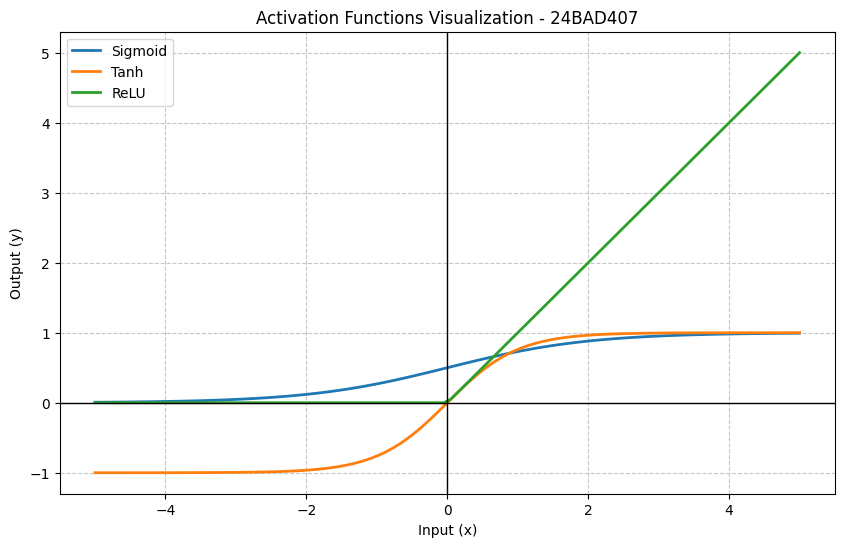 Activation Functions Visualization - 24BAD407
Sigmoid
Tanh
ReLU
5
4
3
2
1
0
−1
Output (y)
−4
−2
0
2
4
Input (x)